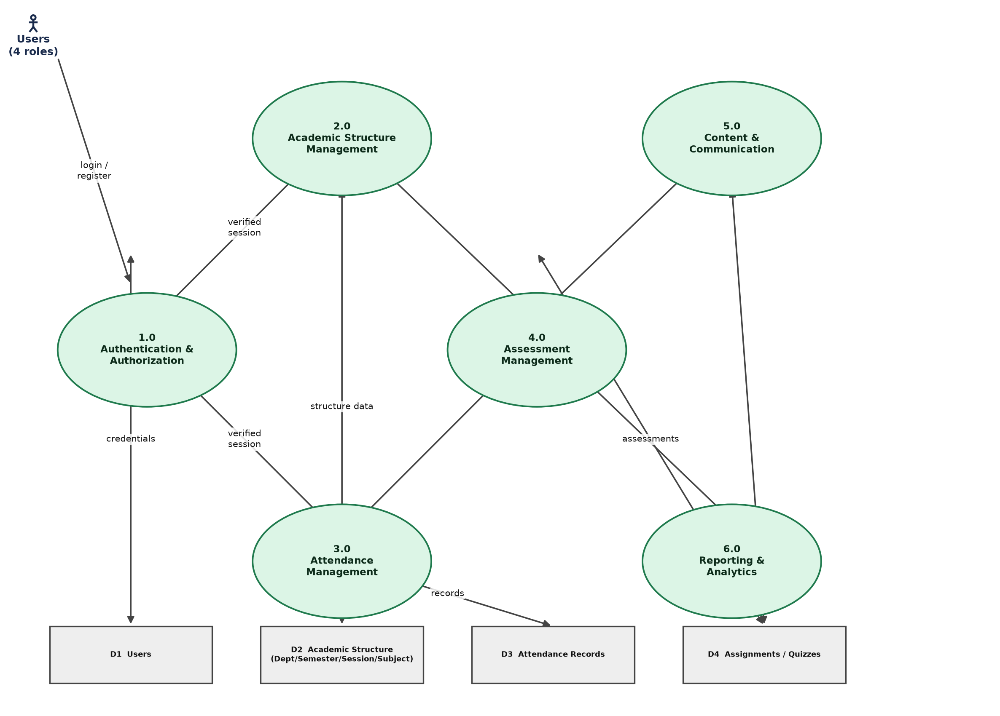 Users
(4 roles)
2.0
Academic Structure
Management
5.0
Content &
Communication
login /
register
verified
session
1.0
Authentication &
Authorization
4.0
Assessment
Management
structure data
credentials
verified
session
assessments
3.0
Attendance
Management
6.0
Reporting &
Analytics
records
D1  Users
D2  Academic Structure
(Dept/Semester/Session/Subject)
D3  Attendance Records
D4  Assignments / Quizzes